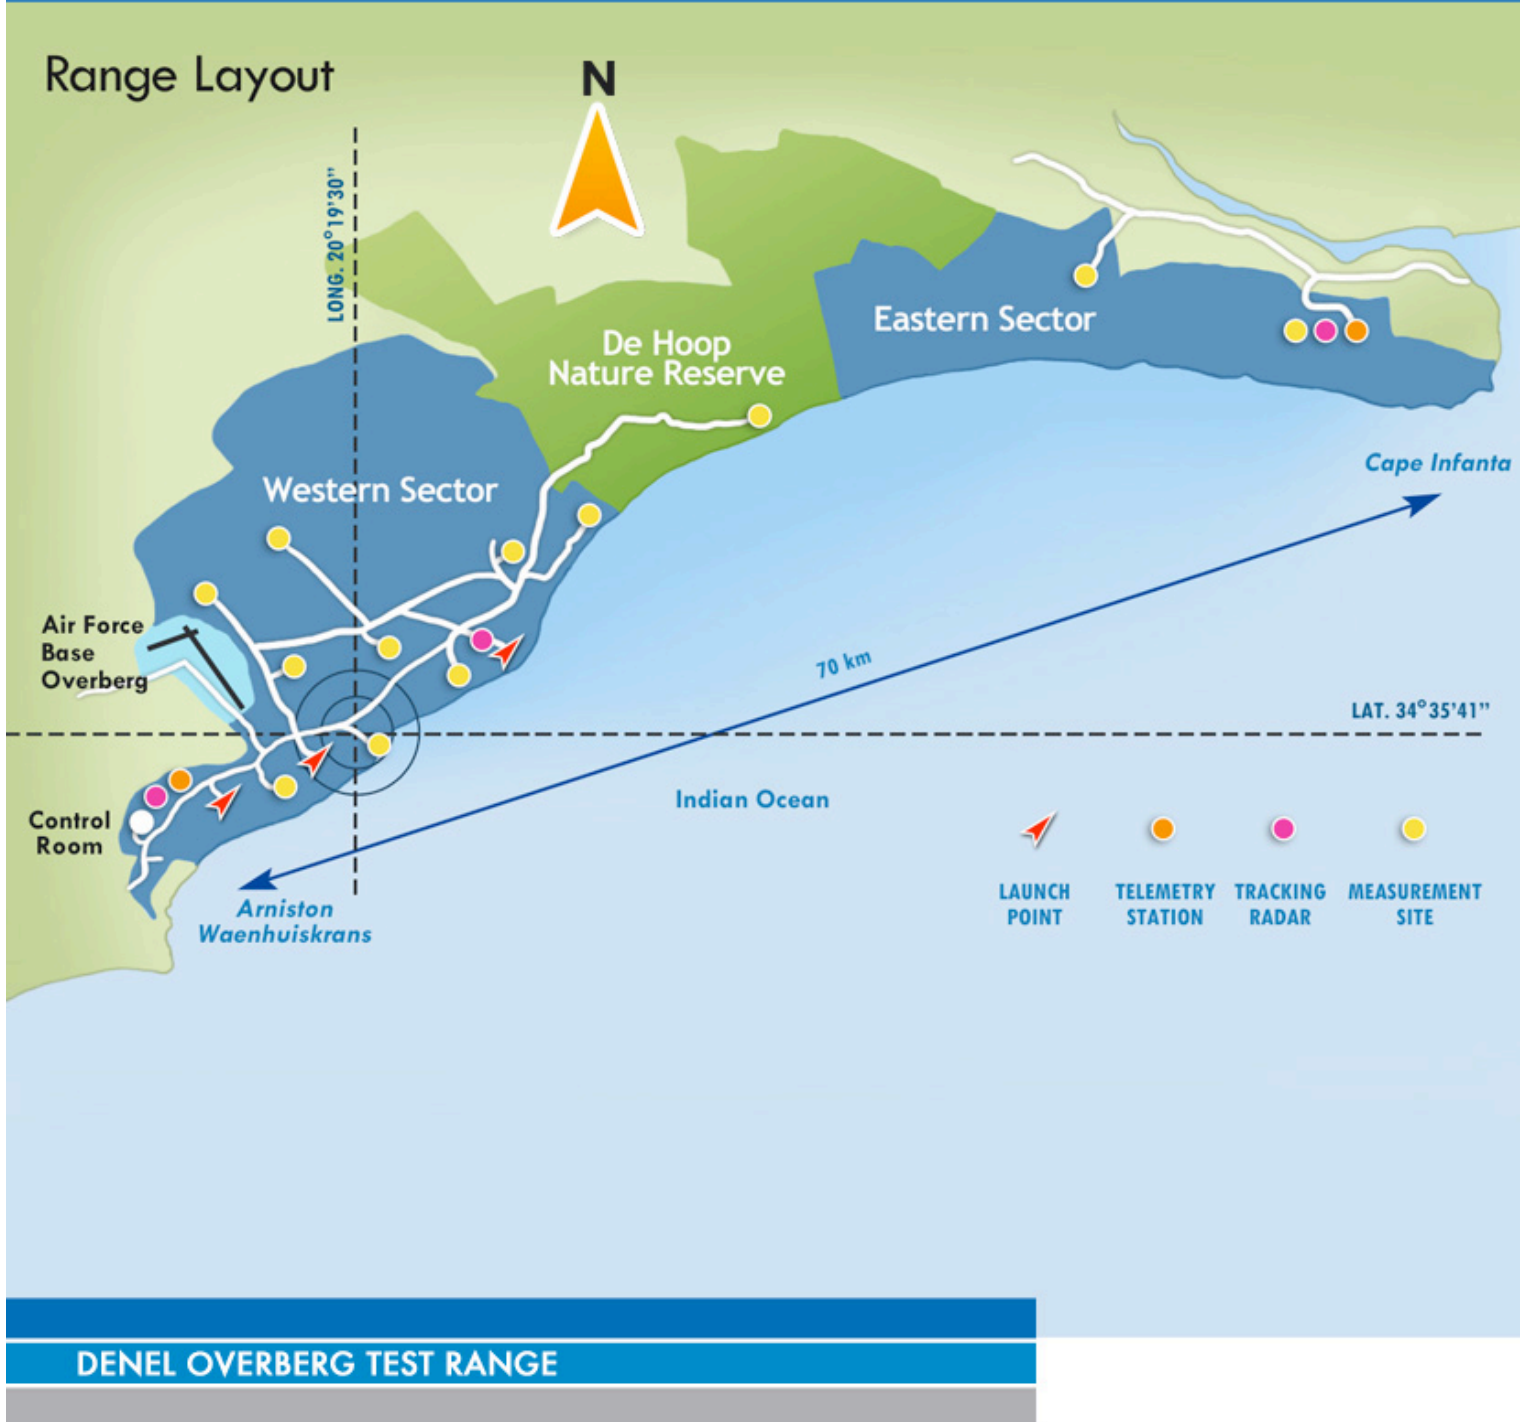 Range Layout
N
LONG. 20°19'30”
De Hoop
Nature Reserve
Eastern Sector
Western Sector
Cape Infanta
Air Force
Base
Overberg
70 km
LAT. 34°35'41”
Indian Ocean
Control
Room
Arniston
Waenhuiskrans
LAUNCH
POINT
TELEMETRY
STATION
TRACKING
RADAR
MEASUREMENT
SITE
DENEL OVERBERG TEST RANGE